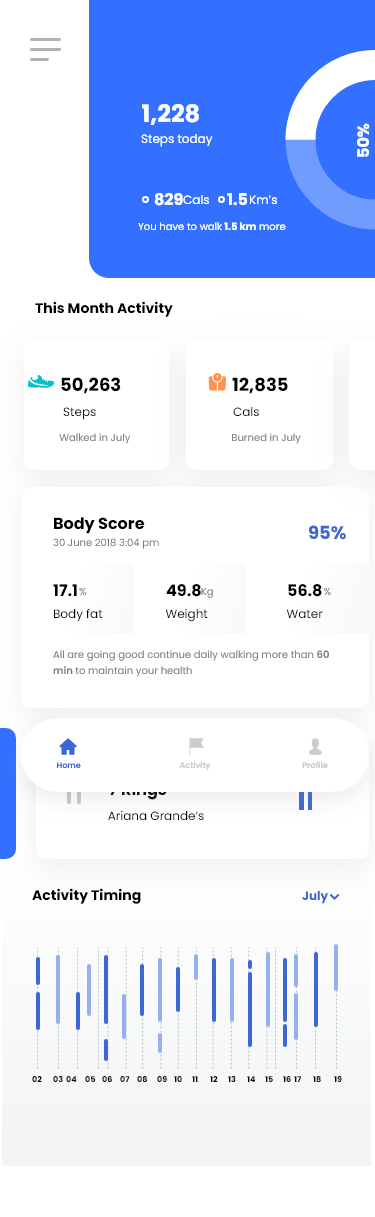 1,228
Steps today
50%
829Cals 1.5Km's
You have to walk 1.5 km more
This Month Activity
50,263
Steps
Walked in July
12,835
Cals
Burned in July
Body Score
30 June 2018 3:04 pm
95%
17.1%
Body fat
49.8Kg
Weight
56.8%
Water
All are going good continue daily walking more than 60
min to maintain your health
Home
Activity
Profile
7 Rings
Ariana Grande's
Activity Timing
July
02 03 04 05 06 07 08 09 10 11 12 13 14 15 16 17 18 19